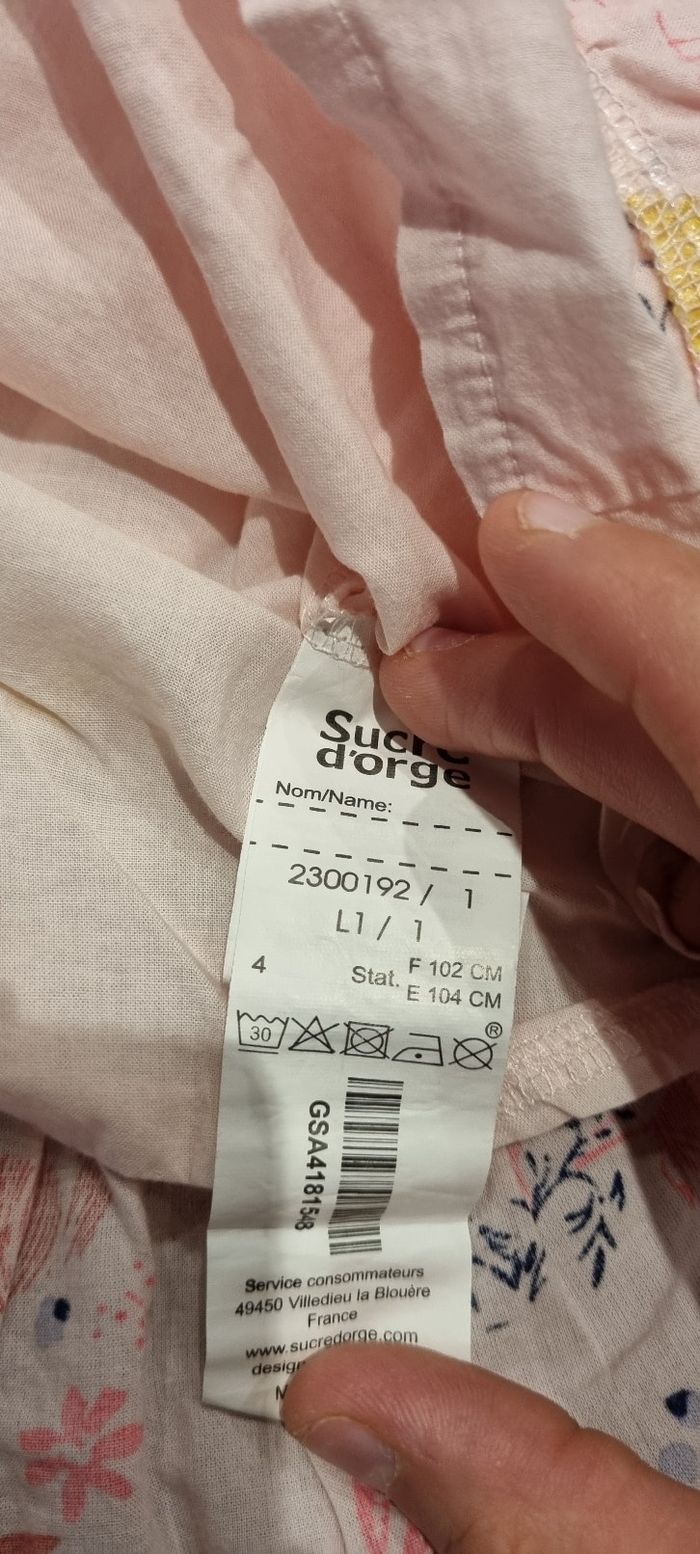 Sucre
d'orge
Nom/Name:
2300192 / 1
L1 / 1
4 Stat. F 102 CM
E 104 CM
30
®
GSA418158
Service consommateurs
49450 Villedieu la Blouère
France
www.sucredorge.com